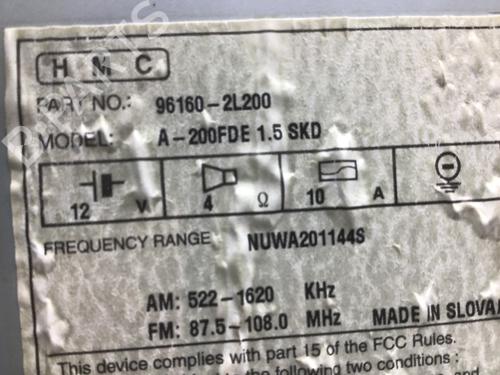 H M C
PART NO.: 96160-2L200
MODEL: A-200FDE 1.5 SKD
12 V 4 Ω 10 A
FREQUENCY RANGE NUWA201144S
AM: 522-1620 KHz
FM: 87.5-108.0 MHz MADE IN SLOVA
This device complies with part 15 of the FCC Rules.
the following two conditions :